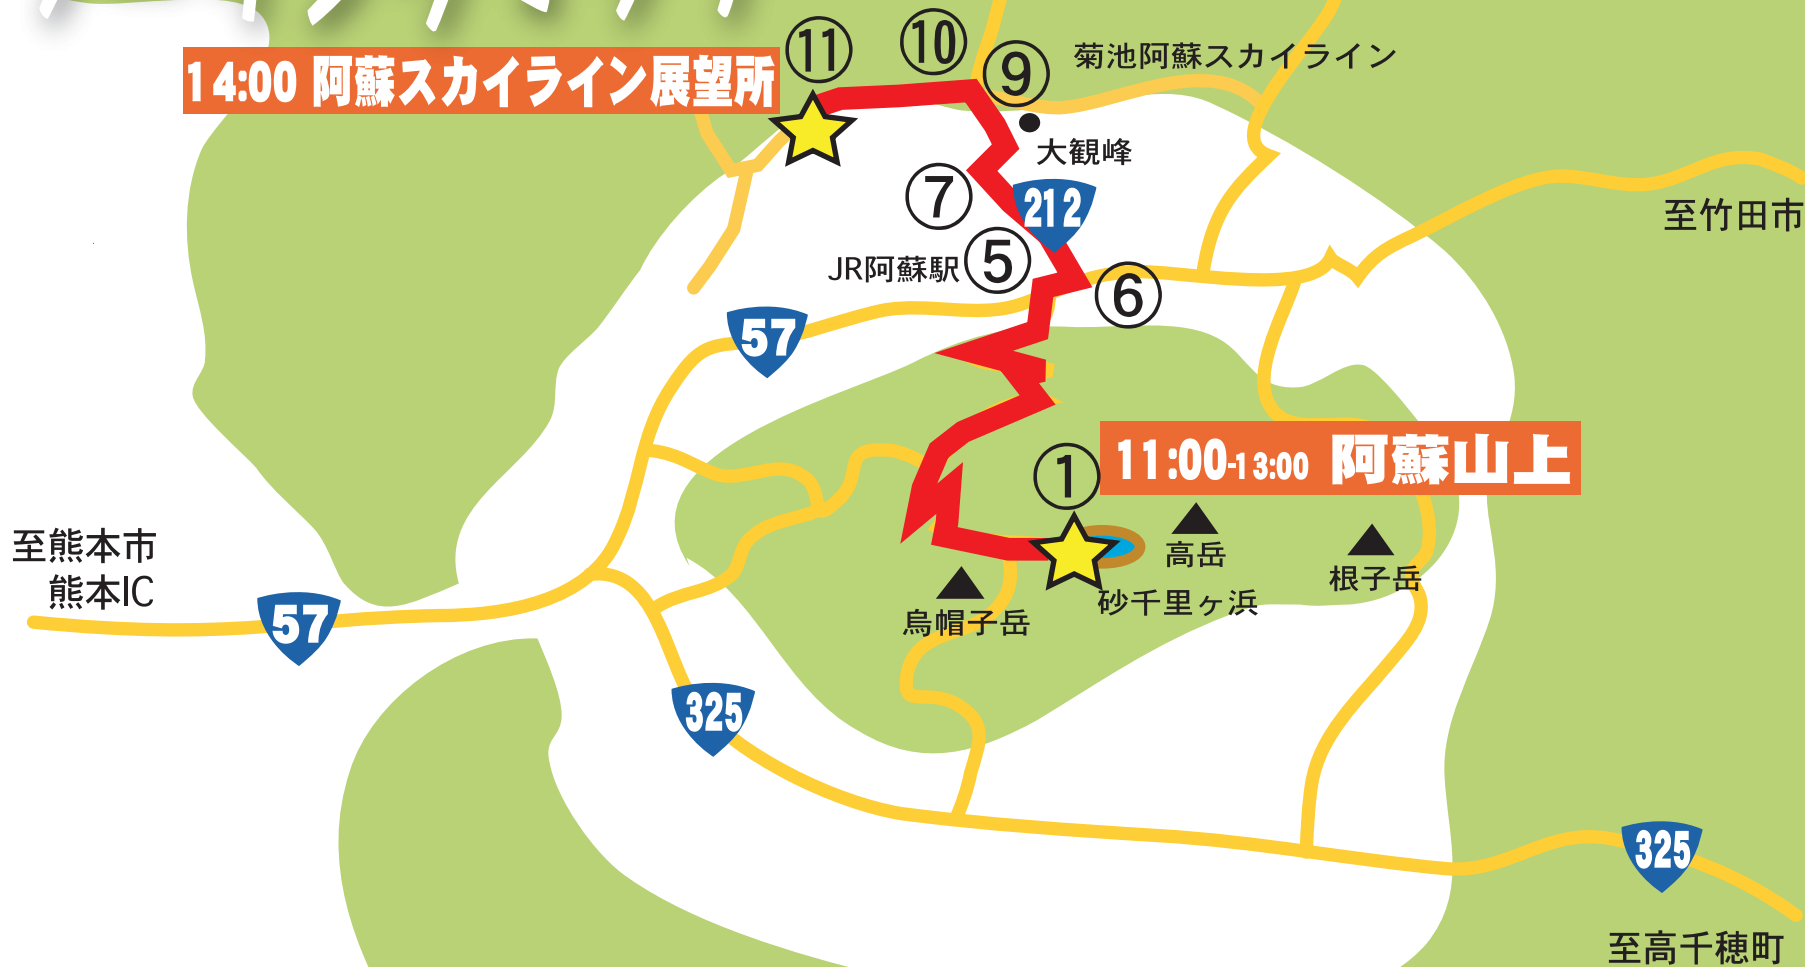 ⑪
⑩
⑨
菊池阿蘇スカイライン
14:00 阿蘇スカイライン展望所
大観峰
⑦
212
至竹田市
⑤
JR阿蘇駅
⑥
57
11:00-13:00 阿蘇山上
①
高岳
根子岳
至熊本市
熊本IC
57
砂千里ヶ浜
烏帽子岳
325
325
至高千穂町